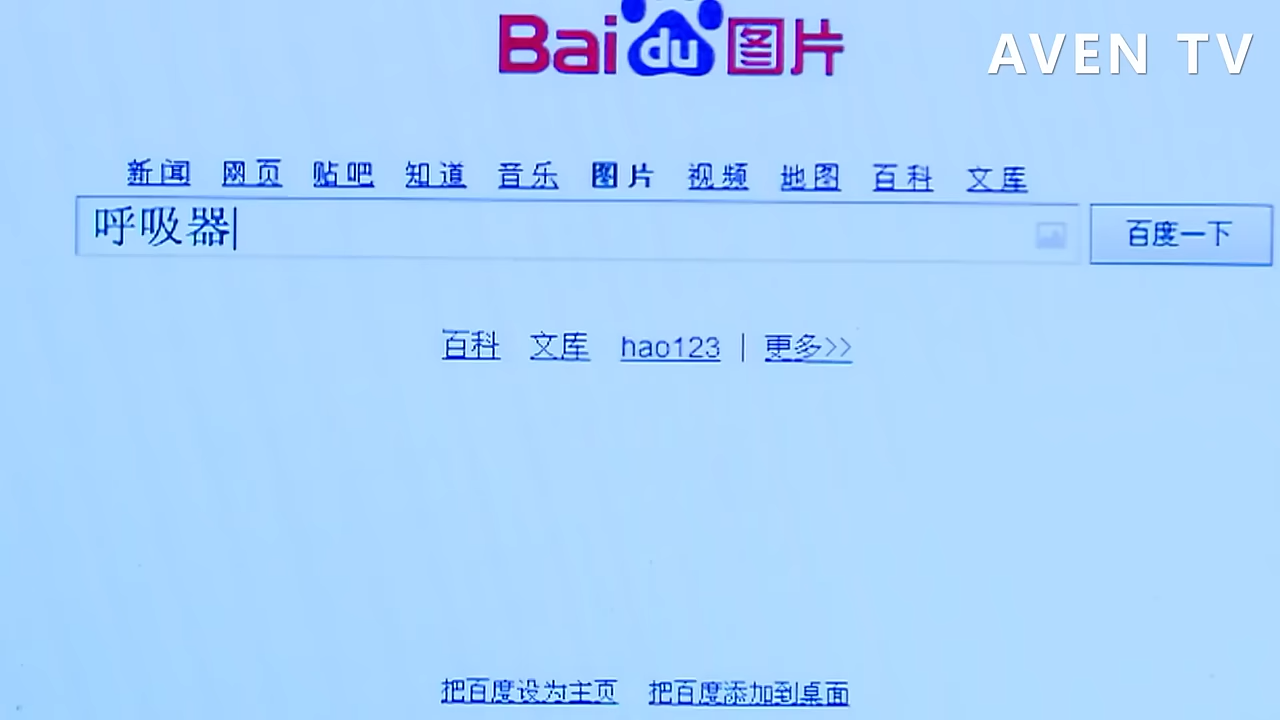 Baidu图片
AVEN TV
新闻 网页 贴吧 知道 音乐 图片 视频 地图 百科 文库
呼吸器
百度一下
百科 文库 hao123 | 更多>>
把百度设为主页 把百度添加到桌面